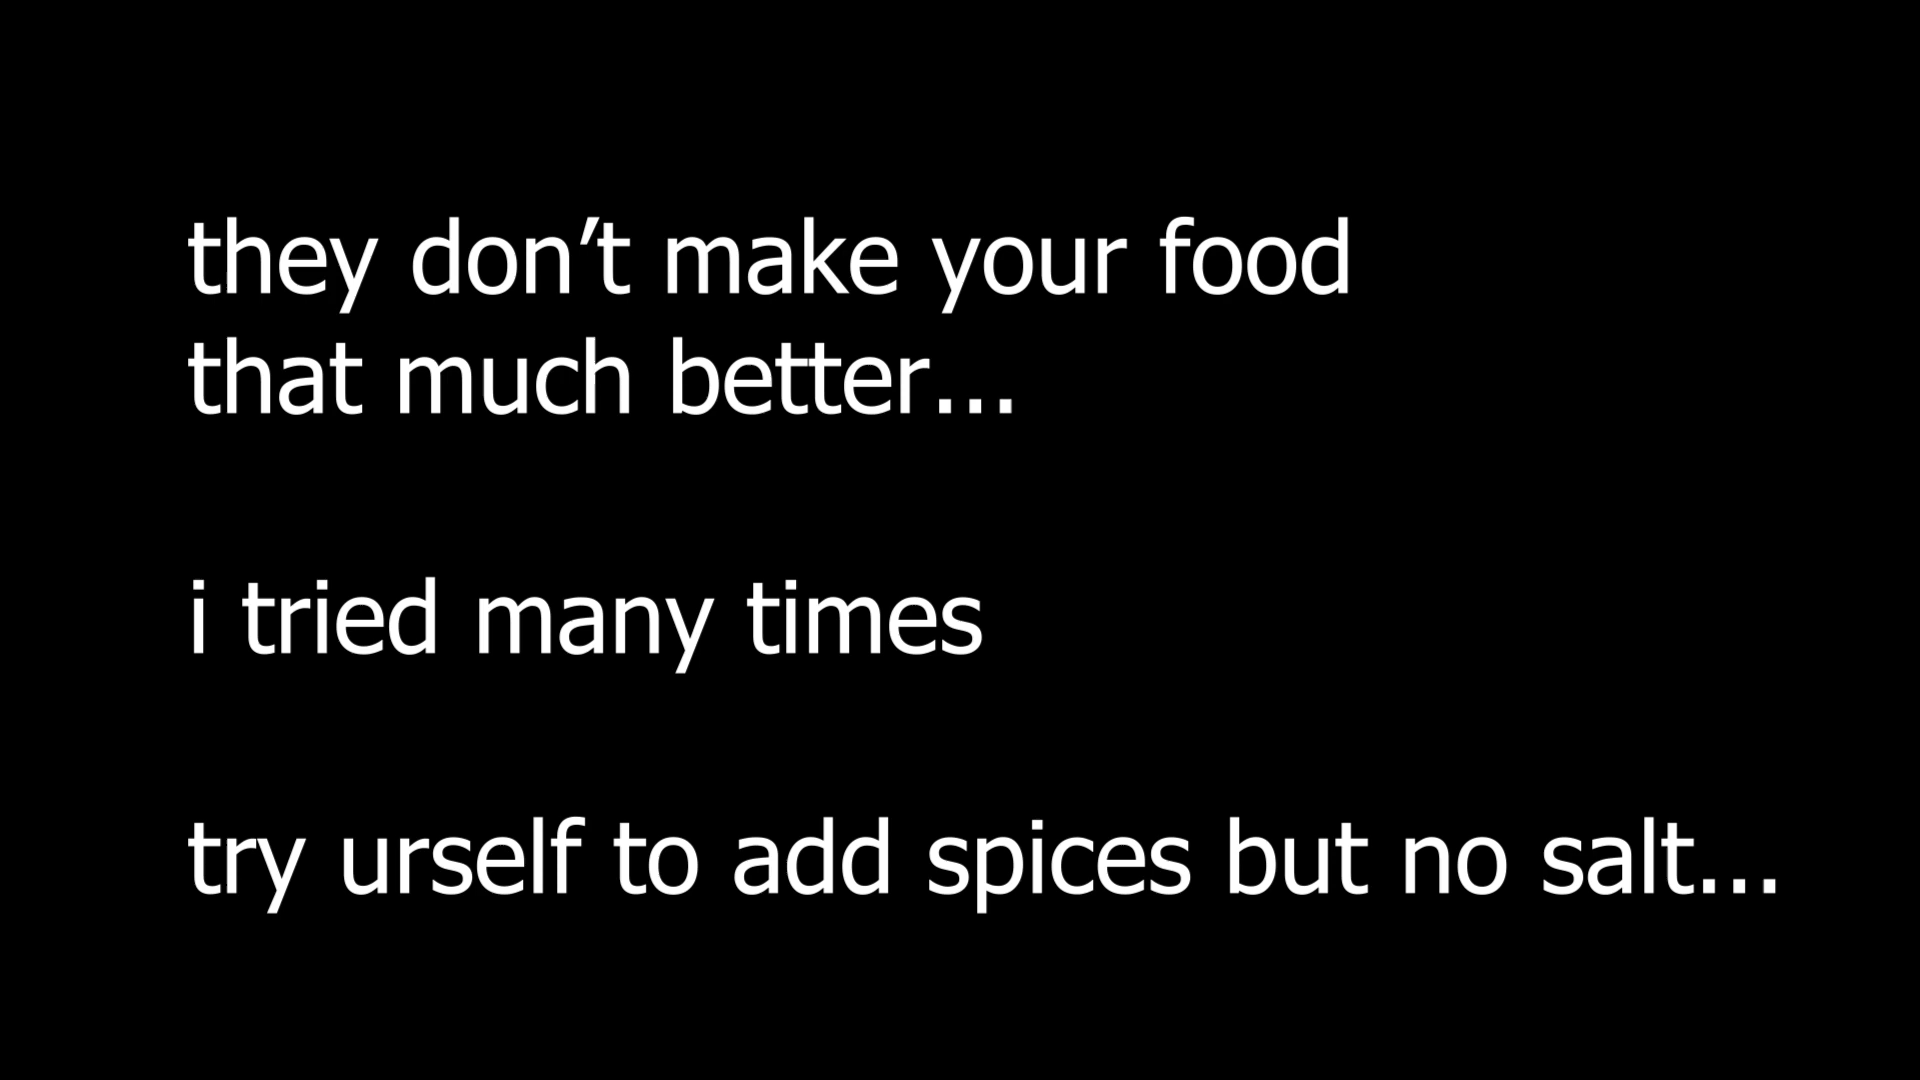 they don’t make your food
that much better...
i tried many times
try urself to add spices but no salt...